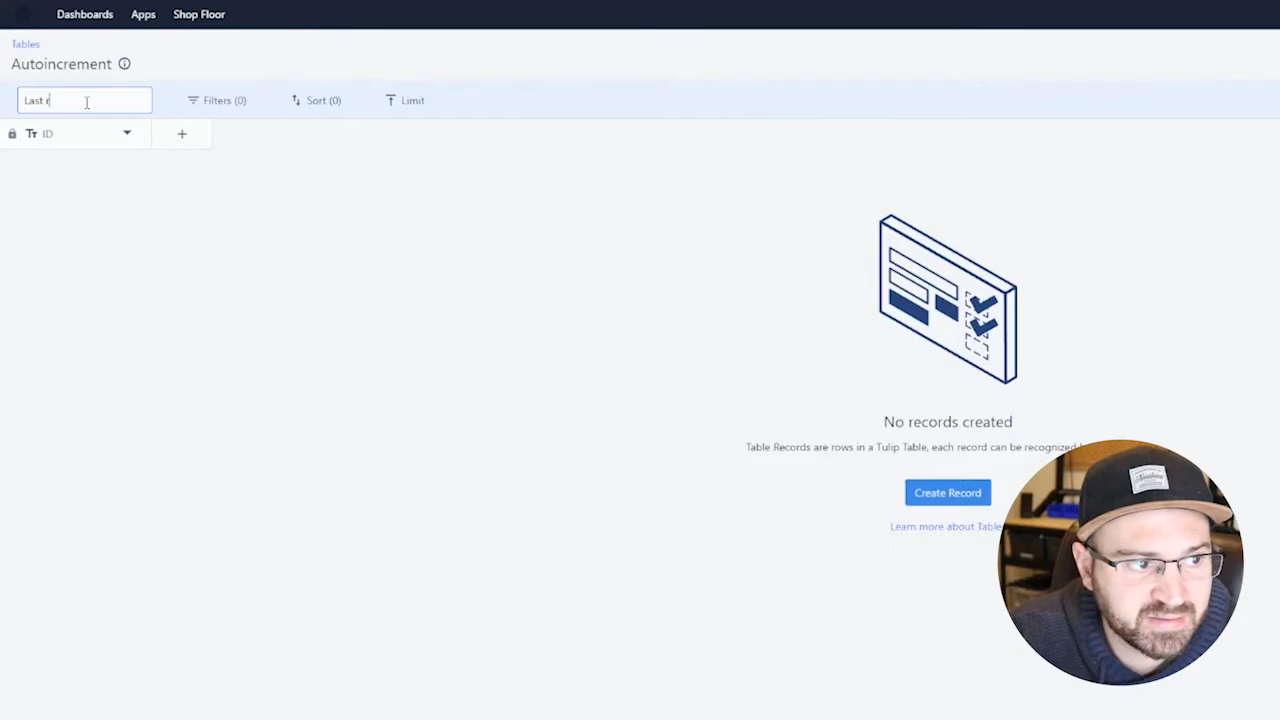 Dashboards Apps Shop Floor
Tables
Autoincrement
Last r
Filters (0) Sort (0) Limit
Tt ID
+
No records created
Table Records are rows in a Tulip Table, each record can be recognized
Create Record
Learn more about Table